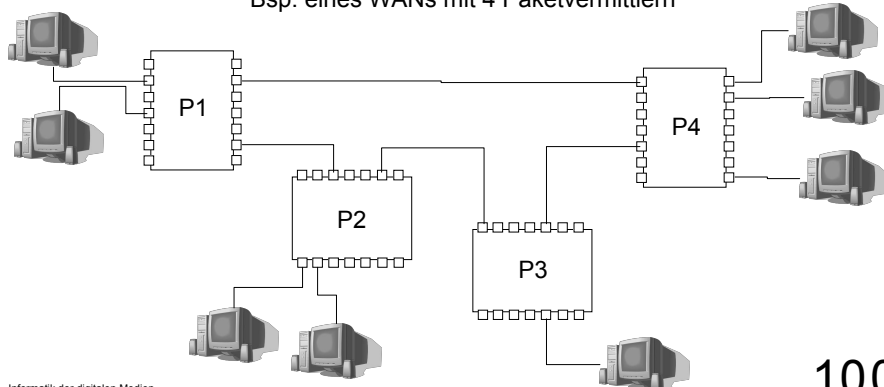 Bsp. eines WANs mit 4 Paketvermittlern
P1
P4
P2
P3
Informatik der digitalen Medien
100